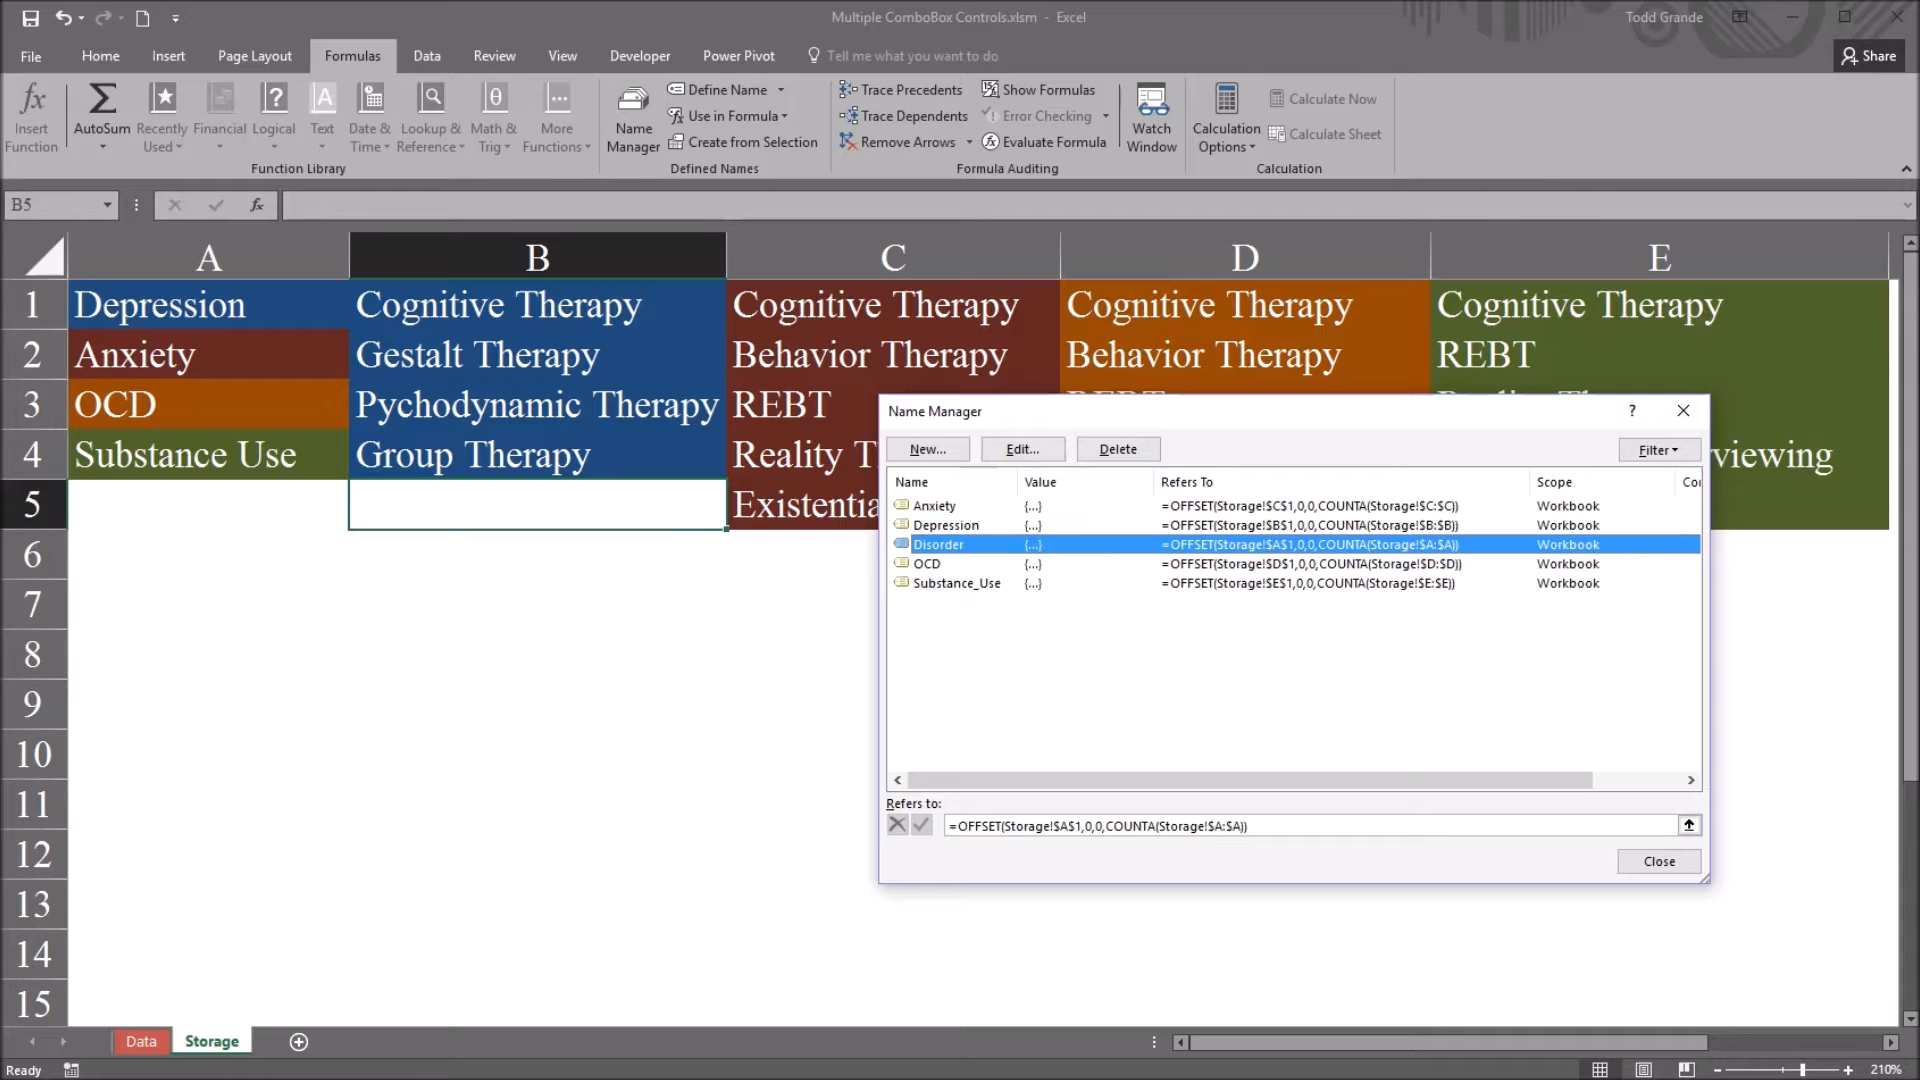 Multiple ComboBox Controls.xlsm - Excel
Todd Grande
File Home Insert Page Layout Formulas Data Review View Developer Power Pivot Tell me what you want to do Share
Insert Function
AutoSum
Recently Used
Financial
Logical
Text
Date & Time
Lookup & Reference
Math & Trig
More Functions
Function Library
Name Manager
Define Name
Use in Formula
Create from Selection
Defined Names
Trace Precedents
Trace Dependents
Remove Arrows
Show Formulas
Error Checking
Evaluate Formula
Formula Auditing
Watch Window
Calculation Options
Calculate Now
Calculate Sheet
Calculation
B5 fx
A B C D E
1 Depression Cognitive Therapy Cognitive Therapy Cognitive Therapy Cognitive Therapy
2 Anxiety Gestalt Therapy Behavior Therapy Behavior Therapy REBT
3 OCD Pychodynamic Therapy REBT
4 Substance Use Group Therapy Reality T viewing
5 Existentia
6
7
8
9
10
11
12
13
14
15
Name Manager ?
New... Edit... Delete Filter
Name Value Refers To Scope Co
Anxiety {...} =OFFSET(Storage!$C$1,0,0,COUNTA(Storage!$C:$C)) Workbook
Depression {...} =OFFSET(Storage!$B$1,0,0,COUNTA(Storage!$B:$B)) Workbook
Disorder {...} =OFFSET(Storage!$A$1,0,0,COUNTA(Storage!$A:$A)) Workbook
OCD {...} =OFFSET(Storage!$D$1,0,0,COUNTA(Storage!$D:$D)) Workbook
Substance_Use {...} =OFFSET(Storage!$E$1,0,0,COUNTA(Storage!$E:$E)) Workbook
Refers to:
=OFFSET(Storage!$A$1,0,0,COUNTA(Storage!$A:$A))
Close
Data Storage
Ready 210%